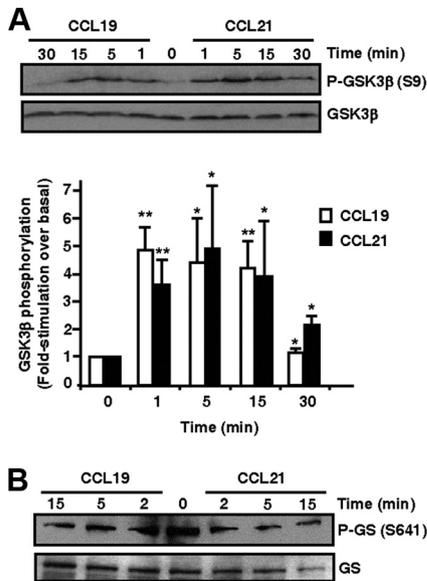 A
CCL19 CCL21
30 15 5 1 0 1 5 15 30 Time (min)
P-GSK3β (S9)
GSK3β
GSK3β phosphorylation
(Fold-stimulation over basal)
7
6
5
4
3
2
1
0
** ** * * ** * * *
CCL19
CCL21
0 1 5 15 30
Time (min)
B
CCL19 CCL21
15 5 2 0 2 5 15 Time (min)
P-GS (S641)
GS